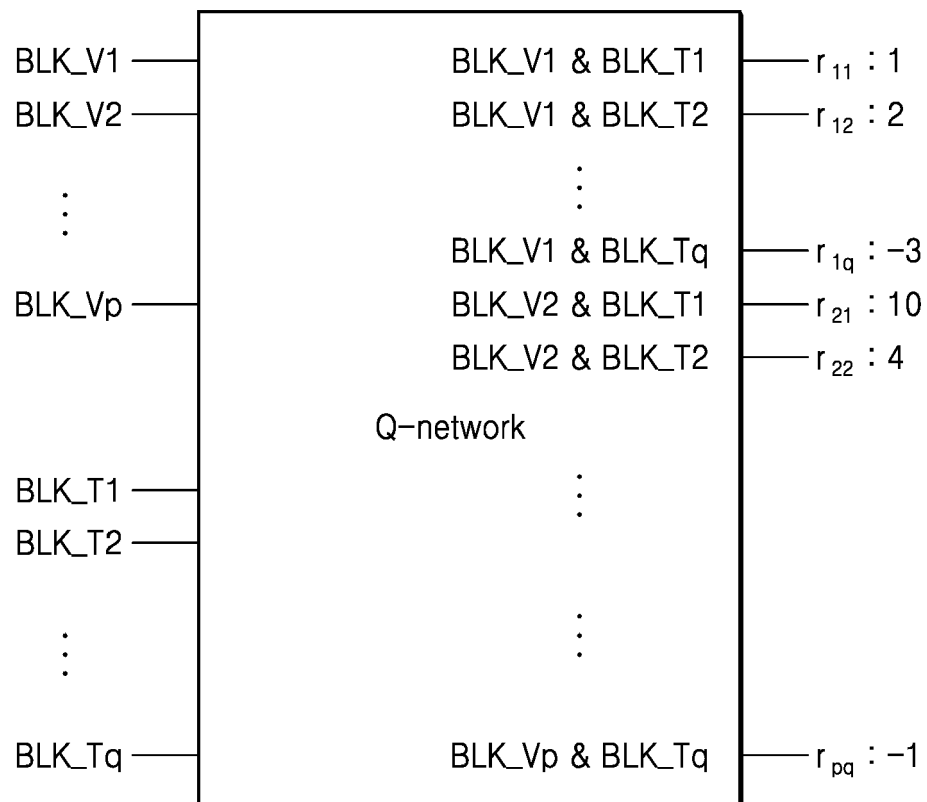 BLK_V1 BLK_V1 & BLK_T1 r11 : 1
BLK_V2 BLK_V1 & BLK_T2 r12 : 2
⋮ ⋮
BLK_V1 & BLK_Tq r1q : -3
BLK_Vp BLK_V2 & BLK_T1 r21 : 10
BLK_V2 & BLK_T2 r22 : 4
Q-network
BLK_T1 ⋮
BLK_T2
⋮ ⋮
BLK_Tq BLK_Vp & BLK_Tq rpq : -1